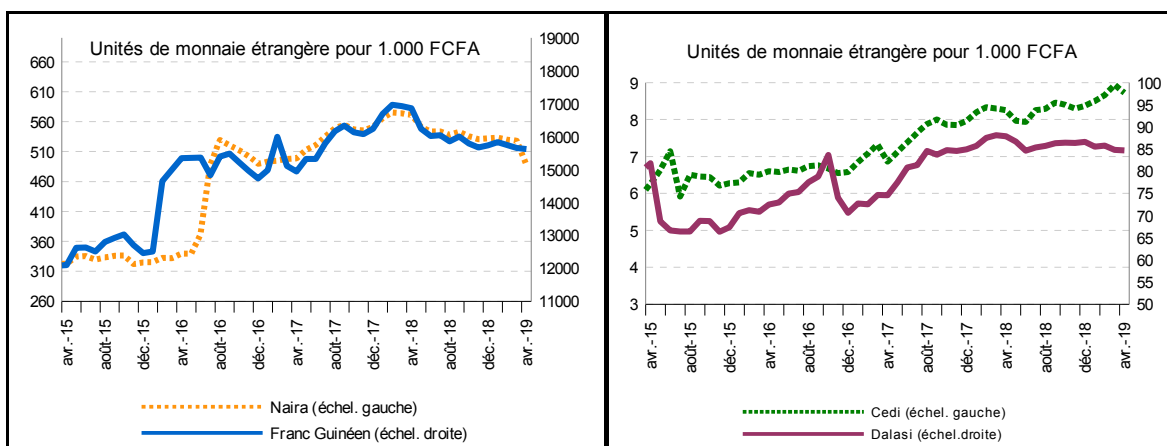 Unités de monnaie étrangère pour 1.000 FCFA
660
610
560
510
460
410
360
310
260
19000
18000
17000
16000
15000
14000
13000
12000
11000
avr.-15
août-15
déc.-15
avr.-16
août-16
déc.-16
avr.-17
août-17
déc.-17
avr.-18
août-18
déc.-18
avr.-19
Naira (échel. gauche)
Franc Guinéen (échel. droite)
Unités de monnaie étrangère pour 1.000 FCFA
9
8
7
6
5
4
3
100
95
90
85
80
75
70
65
60
55
50
avr.-15
août-15
déc.-15
avr.-16
août-16
déc.-16
avr.-17
août-17
déc.-17
avr.-18
août-18
déc.-18
avr.-19
Cedi (échel. gauche)
Dalasi (échel.droite)